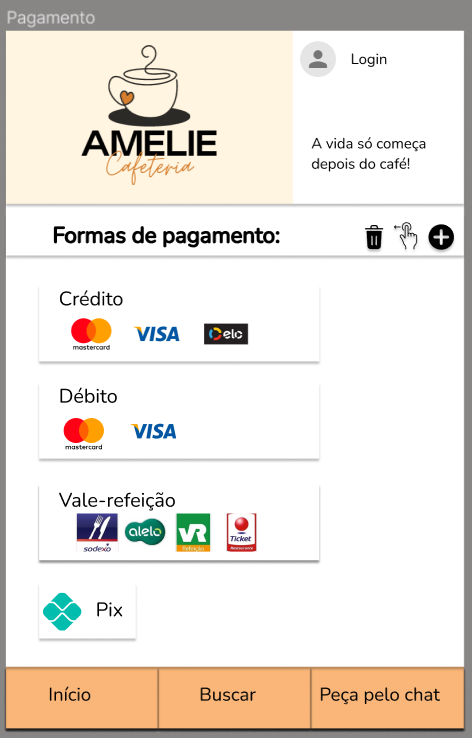 Pagamento
AMELIE
Cafeteria
Login
A vida só começa
depois do café!
Formas de pagamento:
Crédito
mastercard
VISA
elo
Débito
mastercard
VISA
Vale-refeição
sodexo
alelo
VR
Refeição
Ticket
Restaurante
Pix
Início
Buscar
Peça pelo chat